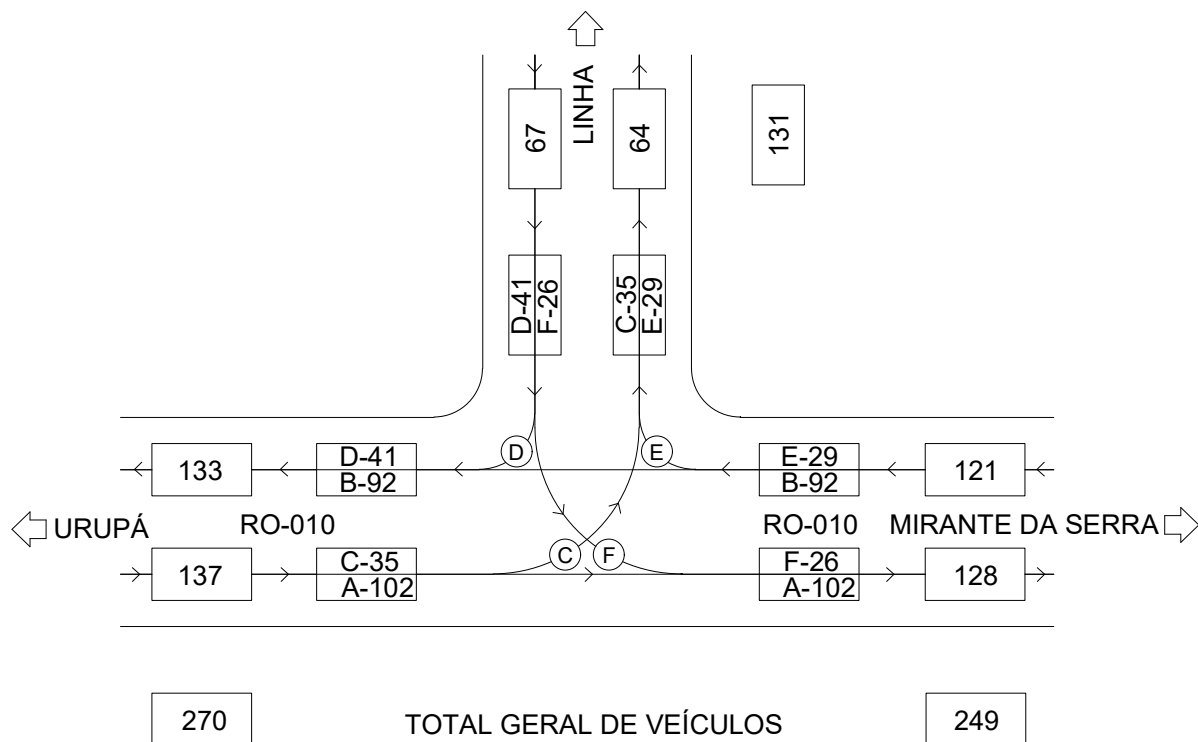 LINHA
67
64
131
D-41
F-26
C-35
E-29
D
E
133
D-41
B-92
E-29
B-92
121
URUPÁ
RO-010
RO-010
MIRANTE DA SERRA
137
C-35
A-102
C
F
F-26
A-102
128
270
TOTAL GERAL DE VEÍCULOS
249